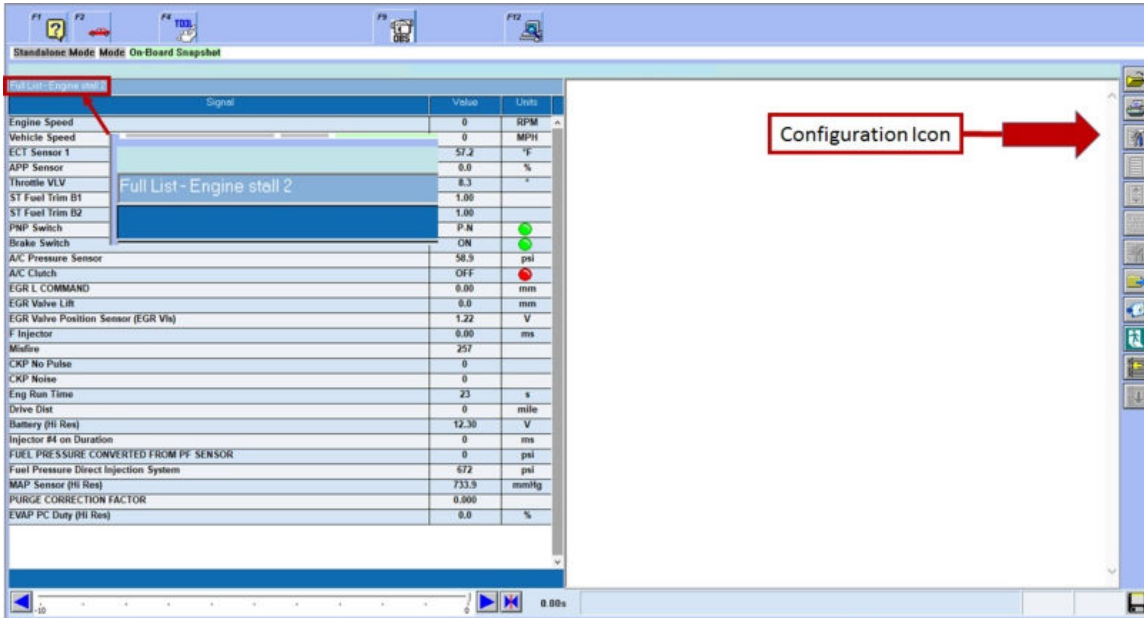 F1 F2 F4 F9 F12
? TOOL OBS
Standalone Mode Mode On-Board Snapshot
Full List - Engine stall 2
Signal Value Units
Engine Speed 0 RPM
Vehicle Speed 0 MPH
ECT Sensor 1 57.2 °F
APP Sensor 0.0 %
Throttle VLV 8.3 °
ST Fuel Trim B1 1.00
ST Fuel Trim B2 1.00
PNP Switch P-N
Brake Switch ON
A/C Pressure Sensor 58.9 psi
A/C Clutch OFF
EGR L COMMAND 0.00 mm
EGR Valve Lift 0.0 mm
EGR Valve Position Sensor (EGR Vls) 1.22 V
F Injector 0.00 ms
Misfire 257
CKP No Pulse 0
CKP Noise 0
Eng Run Time 23 s
Drive Dist 0 mile
Battery (Hi Res) 12.30 V
Injector #4 on Duration 0 ms
FUEL PRESSURE CONVERTED FROM PF SENSOR 0 psi
Fuel Pressure Direct Injection System 672 psi
MAP Sensor (Hi Res) 733.9 mmHg
PURGE CORRECTION FACTOR 0.000
EVAP PC Duty (Hi Res) 0.0 %
Full List - Engine stall 2
Configuration Icon
-10 0 0.00s